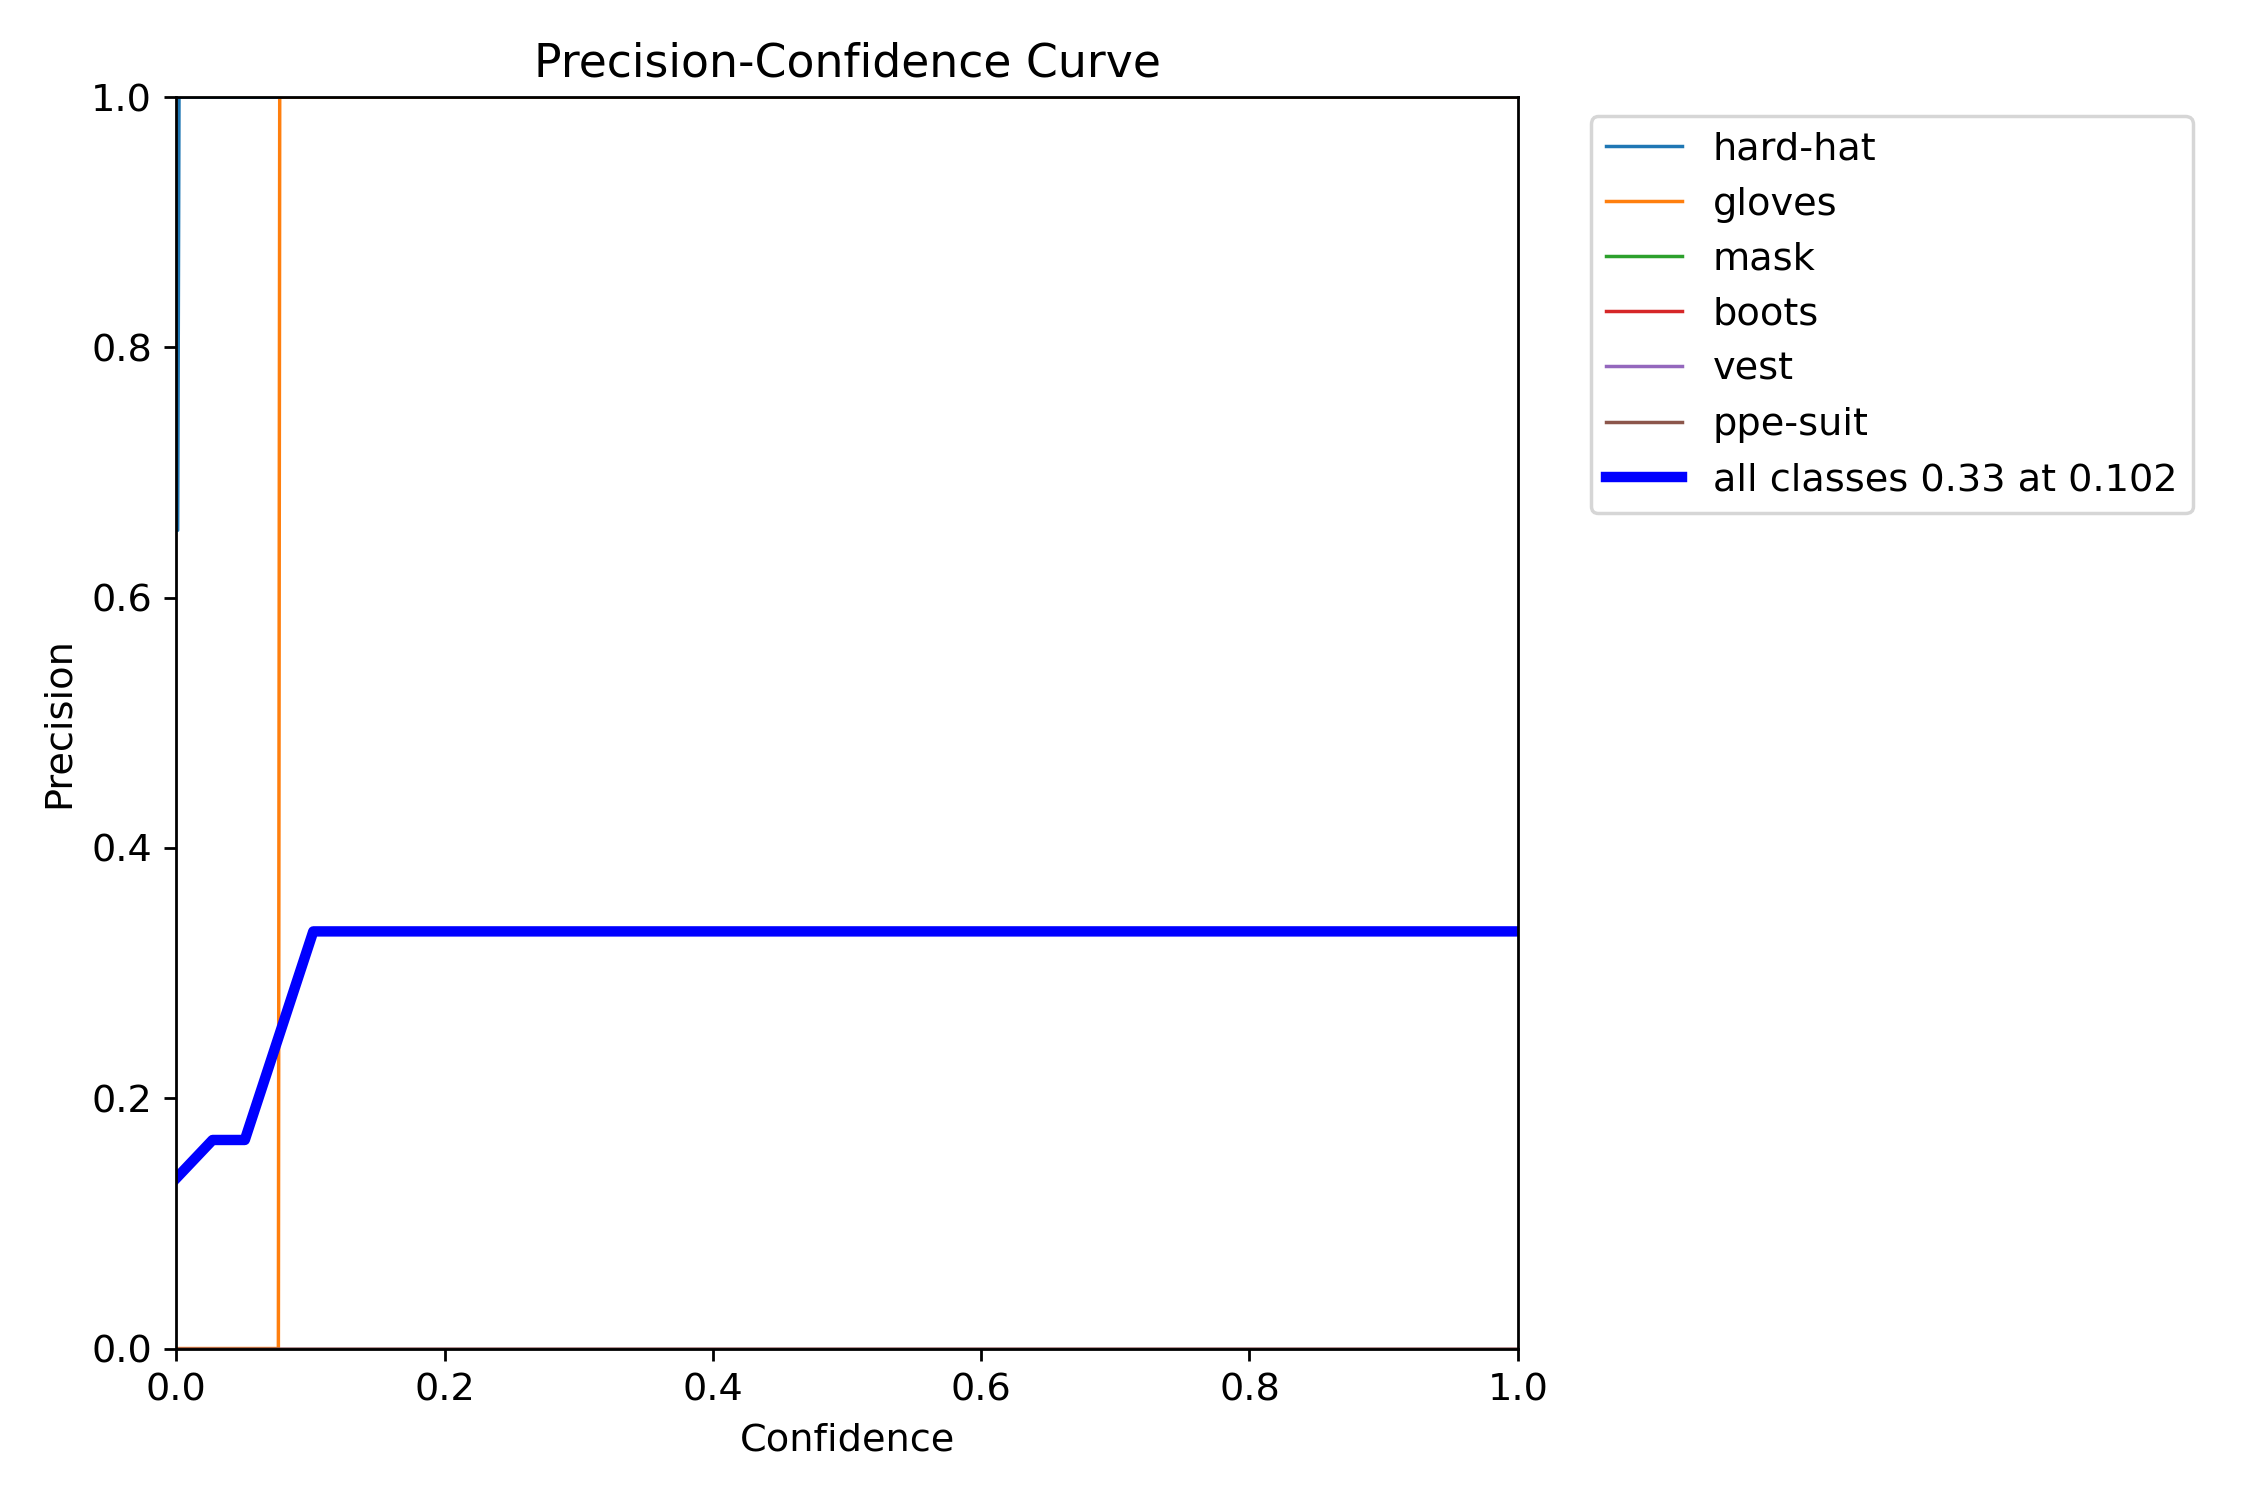 Precision-Confidence Curve
1.0
0.8
0.6
0.4
0.2
0.0
Precision
0.0 0.2 0.4 0.6 0.8 1.0
Confidence
hard-hat
gloves
mask
boots
vest
ppe-suit
all classes 0.33 at 0.102